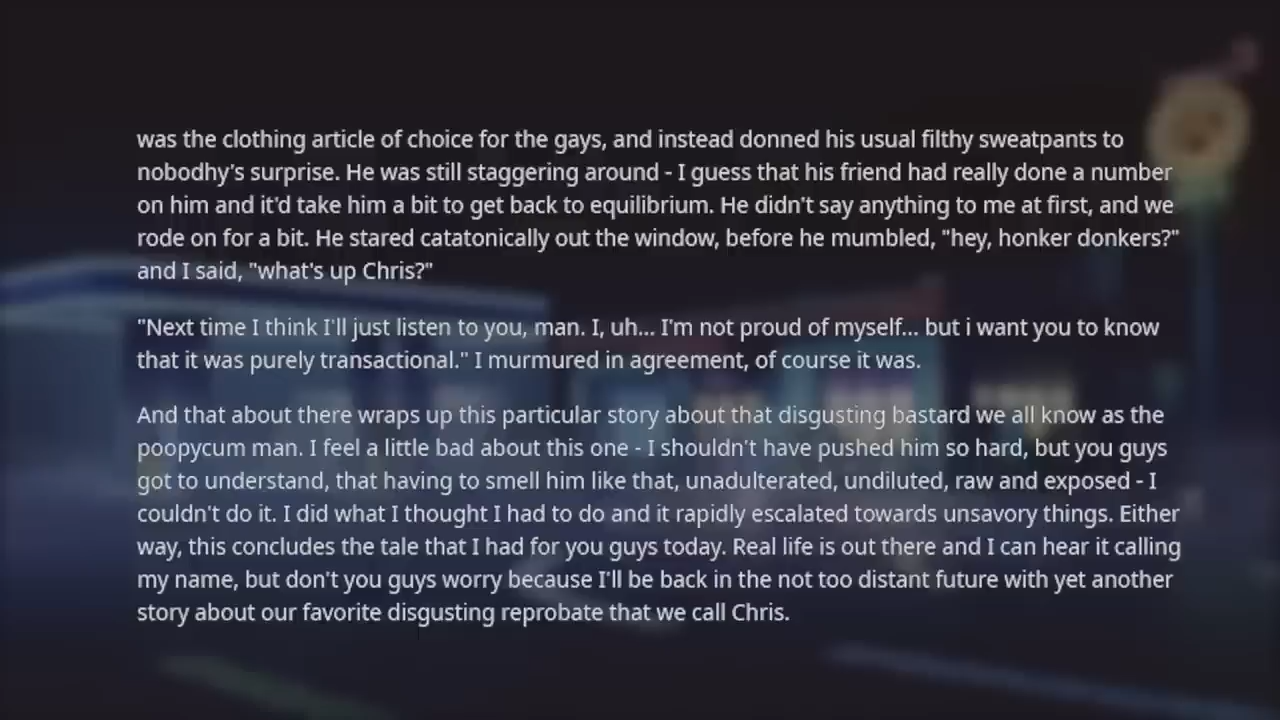 was the clothing article of choice for the gays, and instead donned his usual filthy sweatpants to
nobodhy's surprise. He was still staggering around - I guess that his friend had really done a number
on him and it'd take him a bit to get back to equilibrium. He didn't say anything to me at first, and we
rode on for a bit. He stared catatonically out the window, before he mumbled, "hey, honker donkers?"
and I said, "what's up Chris?"
"Next time I think I'll just listen to you, man. I, uh... I'm not proud of myself... but i want you to know
that it was purely transactional." I murmured in agreement, of course it was.
And that about there wraps up this particular story about that disgusting bastard we all know as the
poopycum man. I feel a little bad about this one - I shouldn't have pushed him so hard, but you guys
got to understand, that having to smell him like that, unadulterated, undiluted, raw and exposed - I
couldn't do it. I did what I thought I had to do and it rapidly escalated towards unsavory things. Either
way, this concludes the tale that I had for you guys today. Real life is out there and I can hear it calling
my name, but don't you guys worry because I'll be back in the not too distant future with yet another
story about our favorite disgusting reprobate that we call Chris.